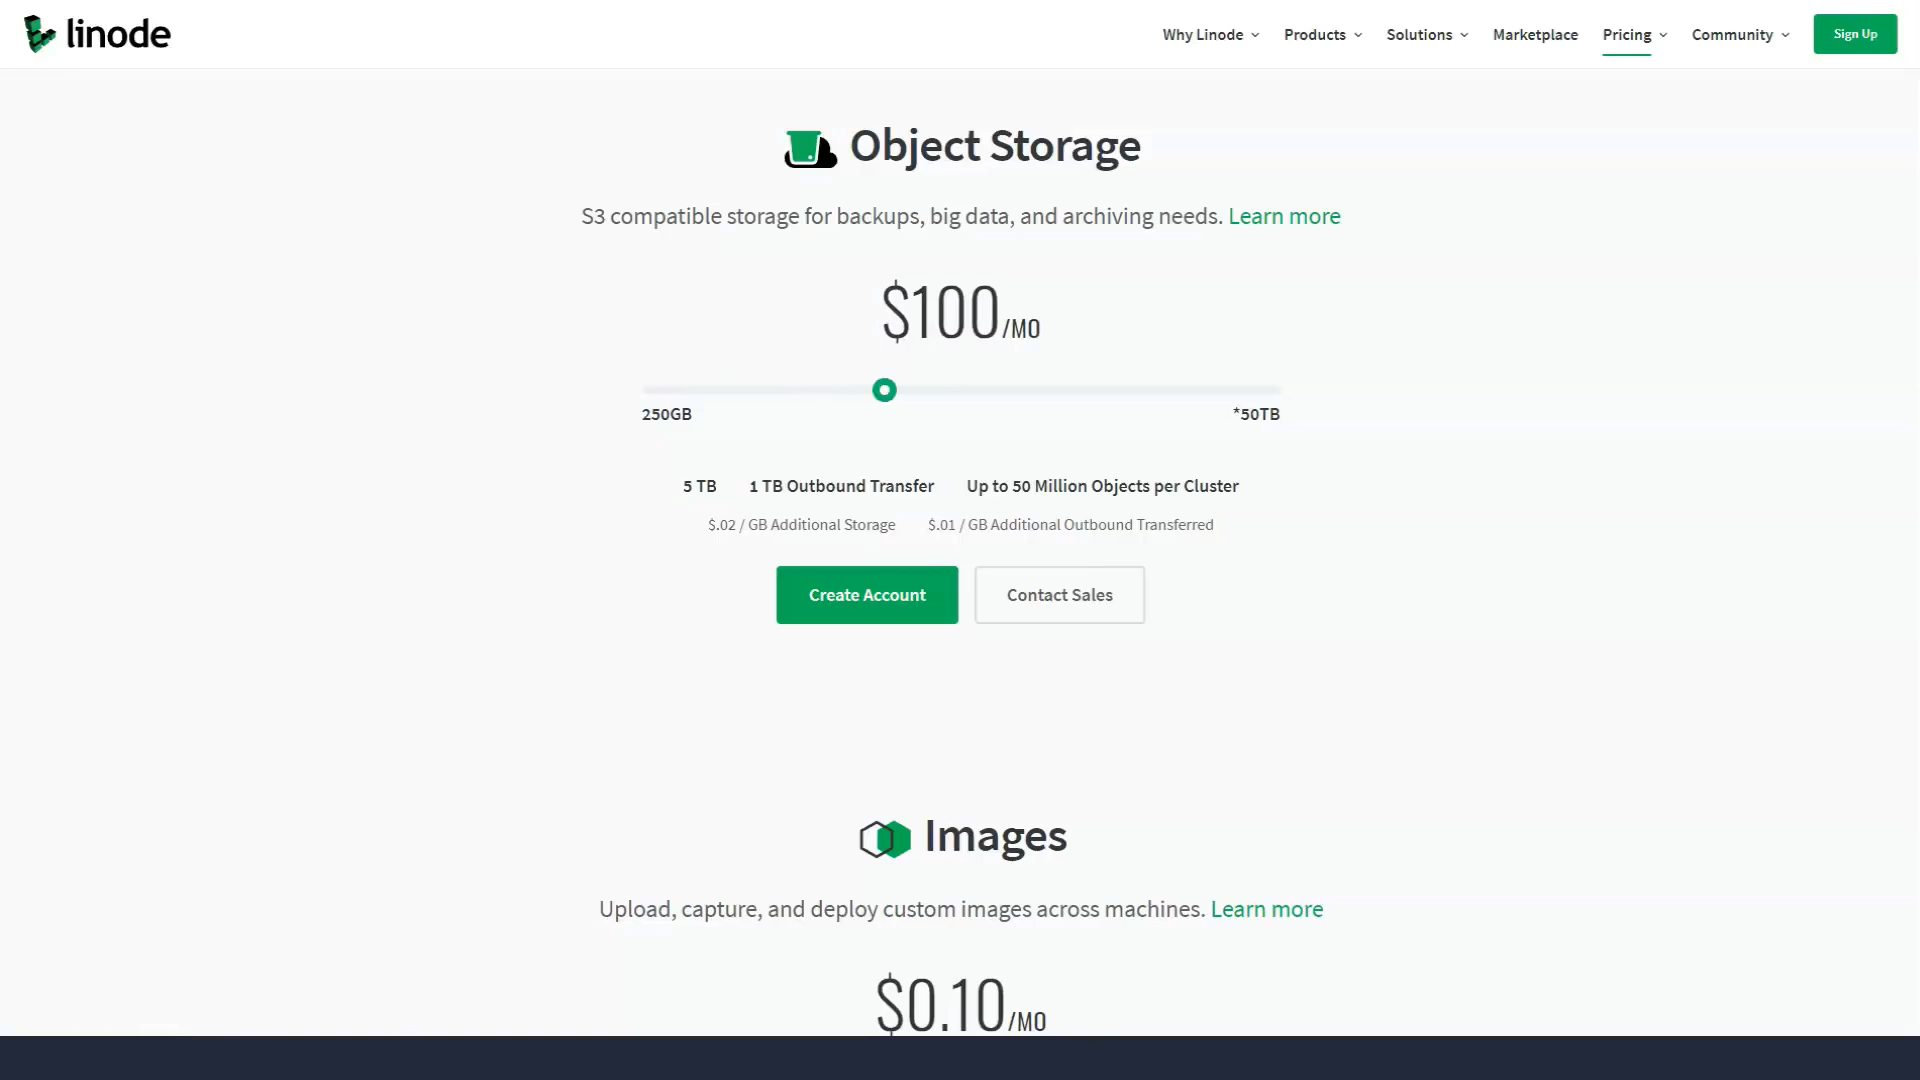 linode
Why Linode Products Solutions Marketplace Pricing Community Sign Up
Object Storage
S3 compatible storage for backups, big data, and archiving needs. Learn more
$100/MO
250GB *50TB
5 TB 1 TB Outbound Transfer Up to 50 Million Objects per Cluster
$.02 / GB Additional Storage $.01 / GB Additional Outbound Transferred
Create Account Contact Sales
Images
Upload, capture, and deploy custom images across machines. Learn more
$0.10/MO